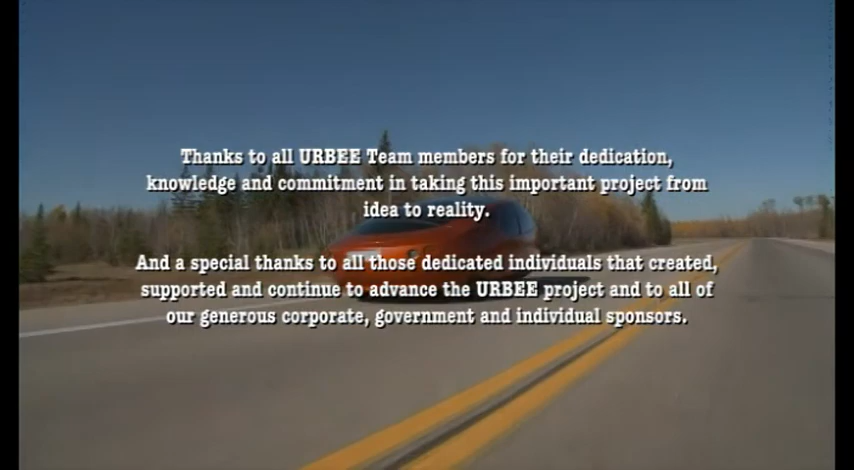 Thanks to all URBEE Team members for their dedication,
knowledge and commitment in taking this important project from
idea to reality.
And a special thanks to all those dedicated individuals that created,
supported and continue to advance the URBEE project and to all of
our generous corporate, government and individual sponsors.